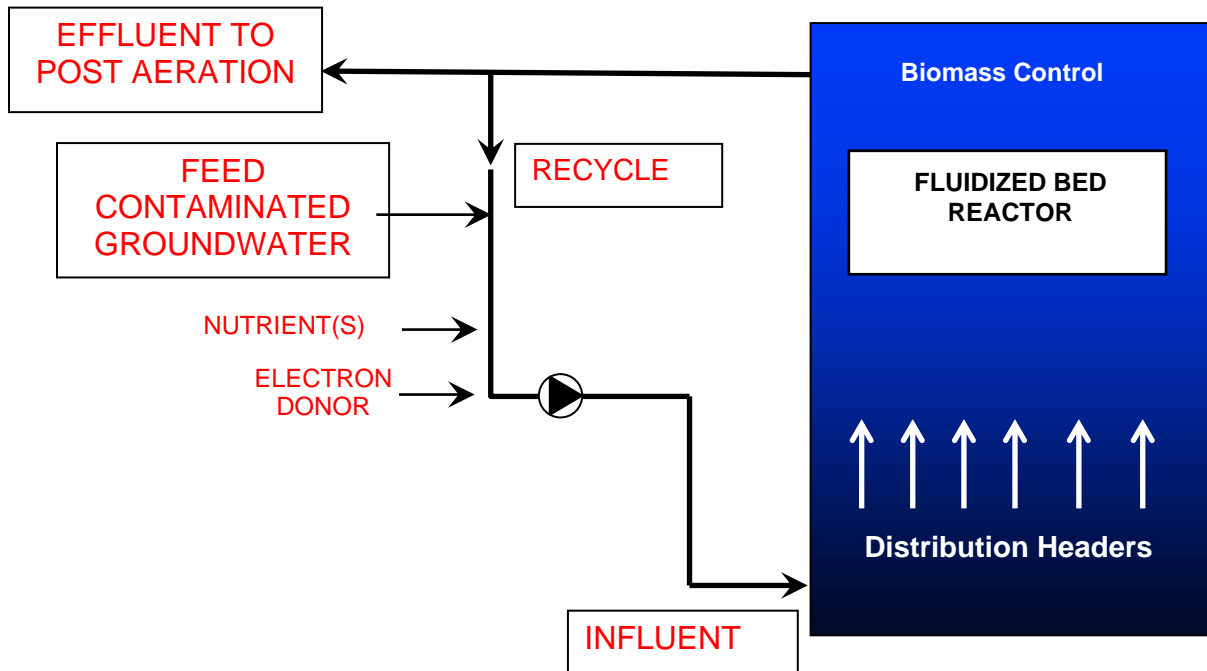 EFFLUENT TO
POST AERATION
Biomass Control
FEED
CONTAMINATED
GROUNDWATER
RECYCLE
FLUIDIZED BED
REACTOR
NUTRIENT(S)
ELECTRON
DONOR
Distribution Headers
INFLUENT